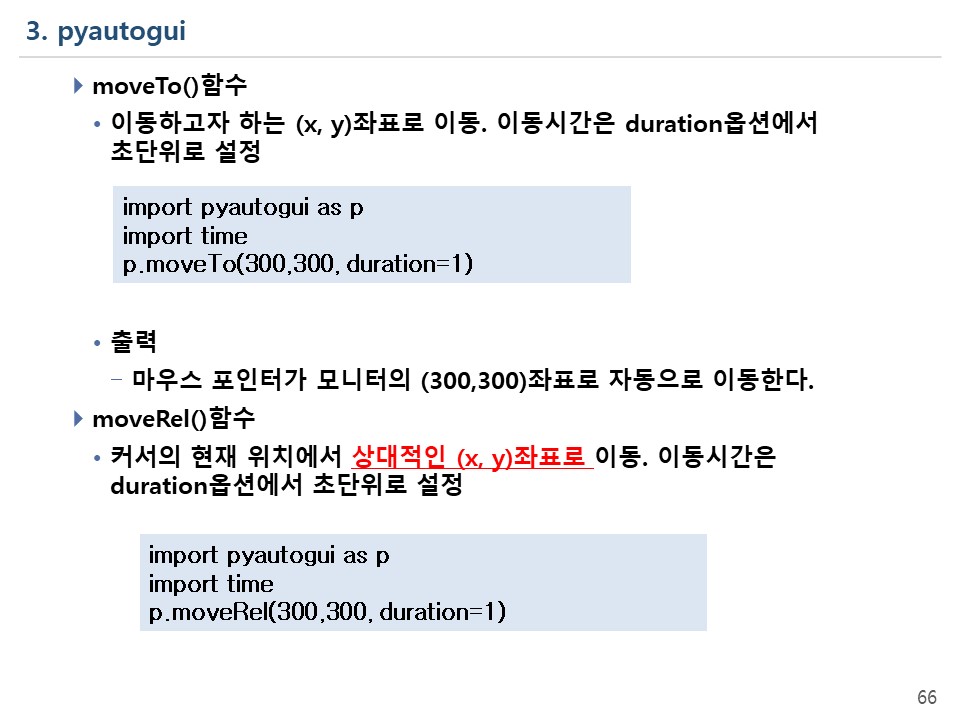 3. pyautogui
moveTo()함수
• 이동하고자 하는 (x, y)좌표로 이동. 이동시간은 duration옵션에서
초단위로 설정
import pyautogui as p
import time
p.moveTo(300,300, duration=1)
• 출력
– 마우스 포인터가 모니터의 (300,300)좌표로 자동으로 이동한다.
moveRel()함수
• 커서의 현재 위치에서 상대적인 (x, y)좌표로 이동. 이동시간은
duration옵션에서 초단위로 설정
import pyautogui as p
import time
p.moveRel(300,300, duration=1)
66